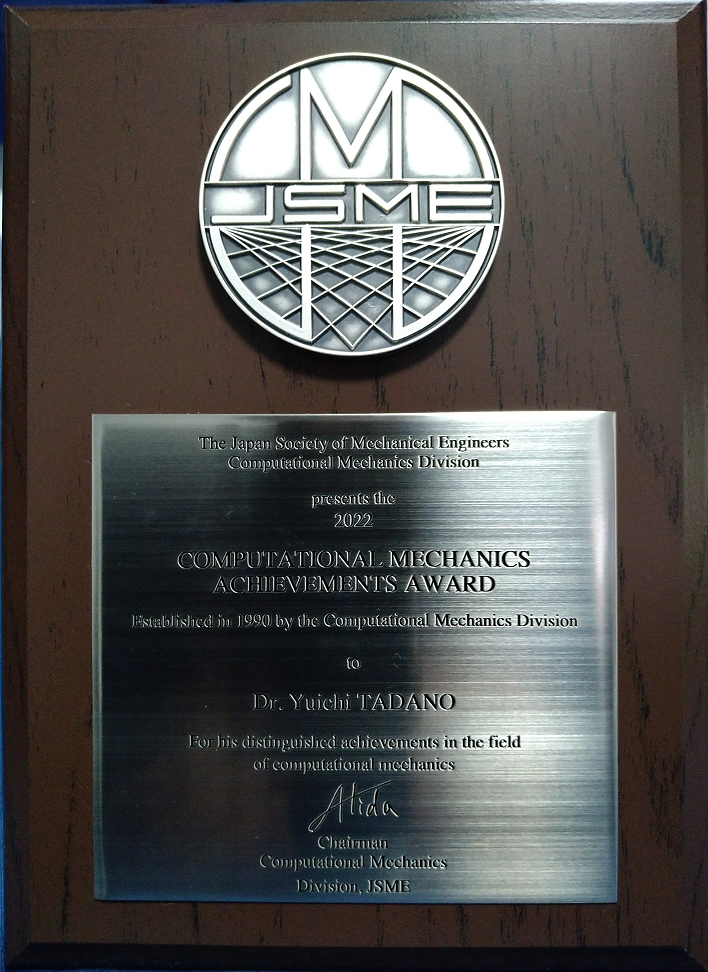 M
JSME
The Japan Society of Mechanical Engineers
Computational Mechanics Division
presents the
2022
COMPUTATIONAL MECHANICS
ACHIEVEMENTS AWARD
Established in 1990 by the Computational Mechanics Division
to
Dr. Yuichi TADANO
For his distinguished achievements in the field
of computational mechanics
Chairman
Computational Mechanics
Division, JSME